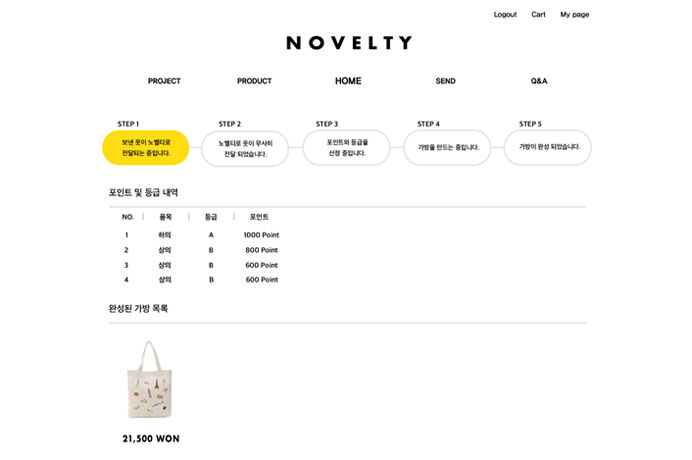 Logout Cart My page
NOVELTY
PROJECT PRODUCT HOME SEND Q&A
STEP 1 STEP 2 STEP 3 STEP 4 STEP 5
보낸 옷이 노벨티로
전달되는 중입니다.
노벨티로 옷이 무사히
전달 되었습니다.
포인트와 등급을
산정 중입니다.
가방을 만드는 중입니다.
가방이 완성 되었습니다.
포인트 및 등급 내역
NO. | 품목 | 등급 | 포인트
1 하의 A 1000 Point
2 상의 B 800 Point
3 상의 B 600 Point
4 상의 B 600 Point
완성된 가방 목록
21,500 WON